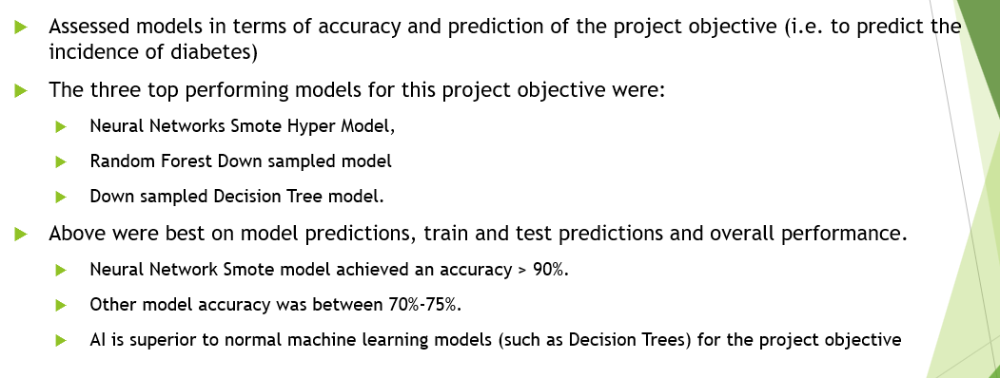 Assessed models in terms of accuracy and prediction of the project objective (i.e. to predict the
incidence of diabetes)
The three top performing models for this project objective were:
Neural Networks Smote Hyper Model,
Random Forest Down sampled model
Down sampled Decision Tree model.
Above were best on model predictions, train and test predictions and overall performance.
Neural Network Smote model achieved an accuracy > 90%.
Other model accuracy was between 70%-75%.
AI is superior to normal machine learning models (such as Decision Trees) for the project objective